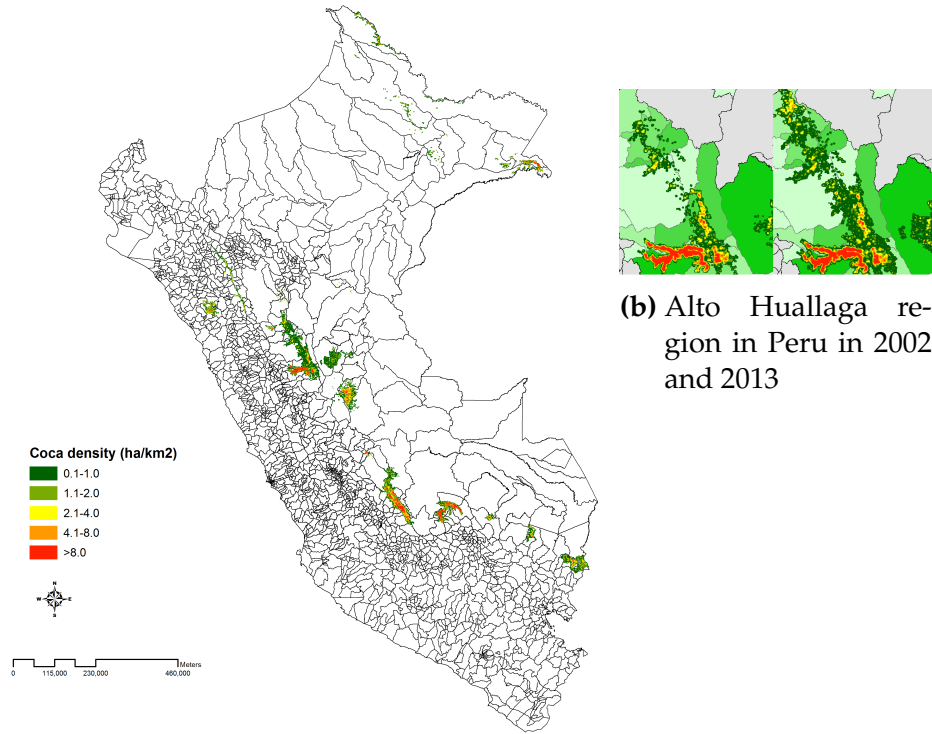 (b) Alto Huallaga re-
gion in Peru in 2002
and 2013
Coca density (ha/km2)
0.1-1.0
1.1-2.0
2.1-4.0
4.1-8.0
>8.0
N
W E
S
Meters
0 115,000 230,000 460,000